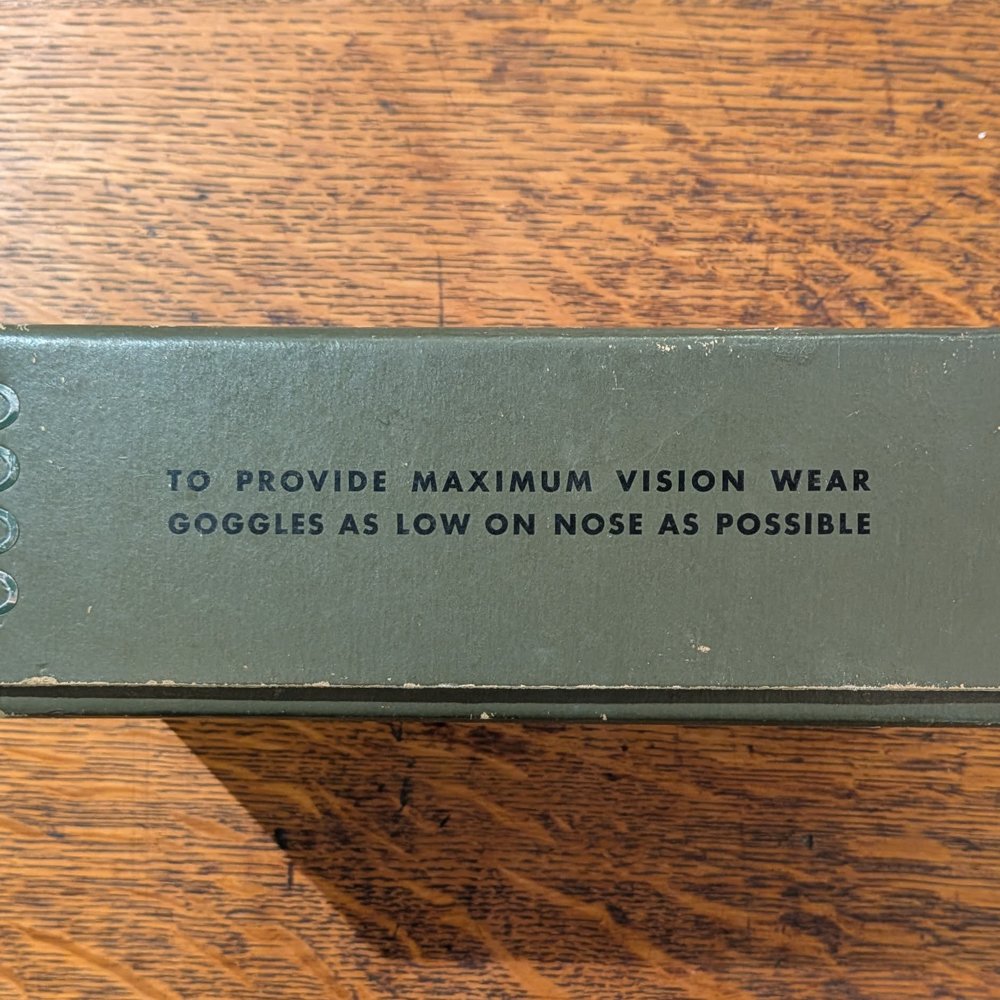 TO PROVIDE MAXIMUM VISION WEAR
GOGGLES AS LOW ON NOSE AS POSSIBLE